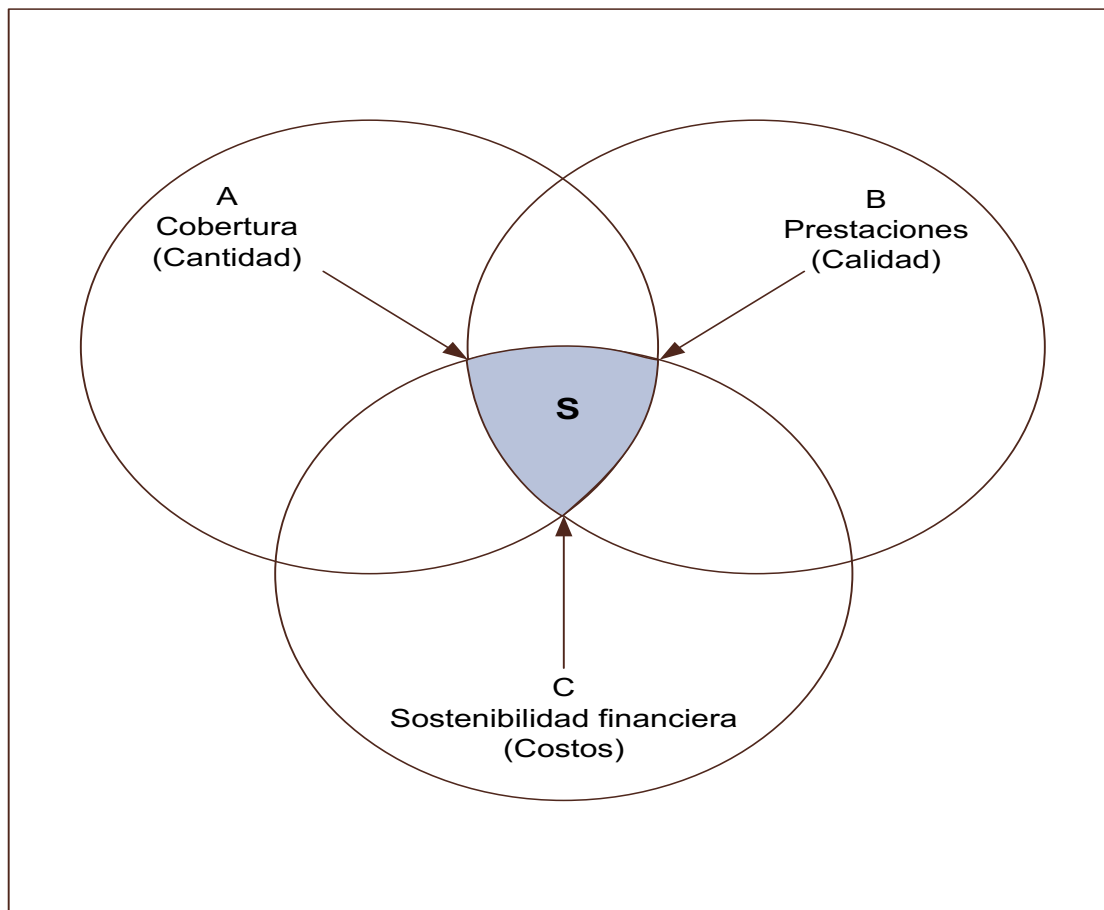 A
Cobertura
(Cantidad)
B
Prestaciones
(Calidad)
S
C
Sostenibilidad financiera
(Costos)